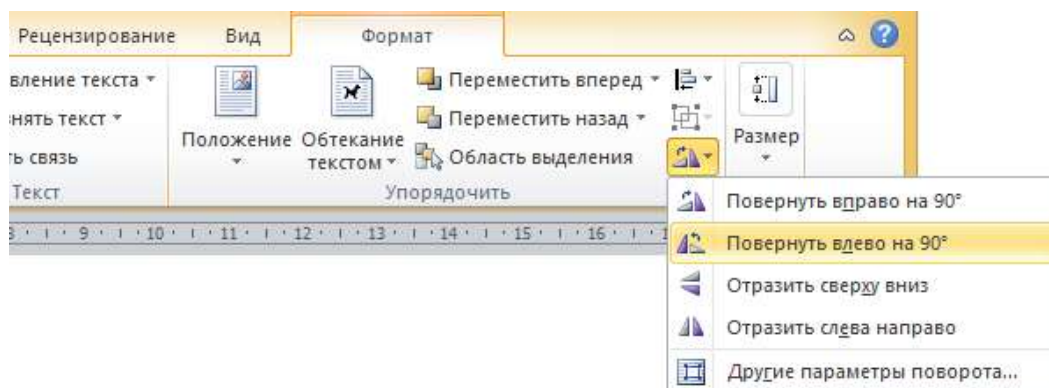 Рецензирование Вид Формат
вление текста
Переместить вперед
нять текст
Переместить назад
Положение Обтекание текстом
Размер
ь связь
Область выделения
Текст Упорядочить
9 10 11 12 13 14 15 16
Повернуть вправо на 90°
Повернуть влево на 90°
Отразить сверху вниз
Отразить слева направо
Другие параметры поворота...